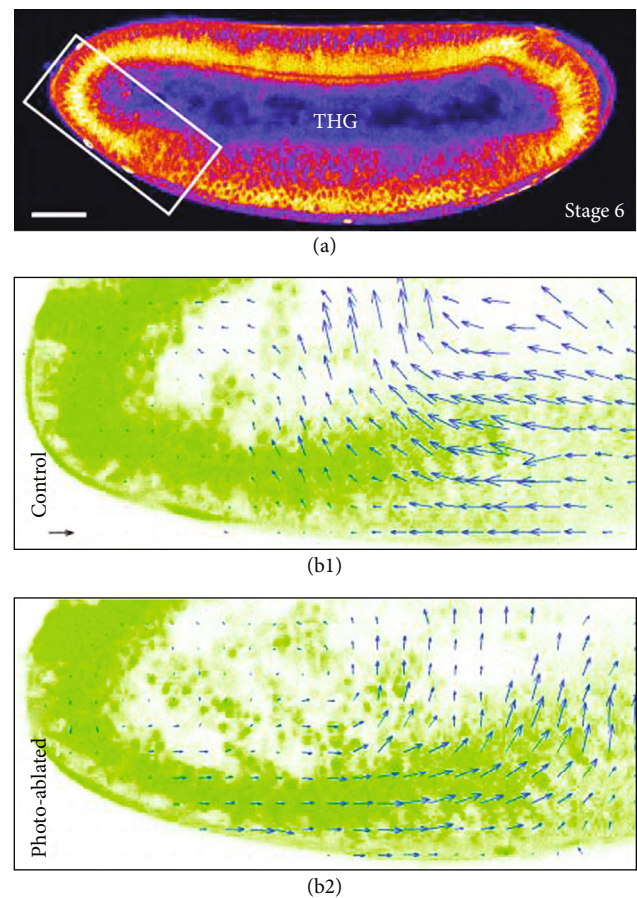 THG
Stage 6
(a)
Control
(b1)
Photo-ablated
(b2)